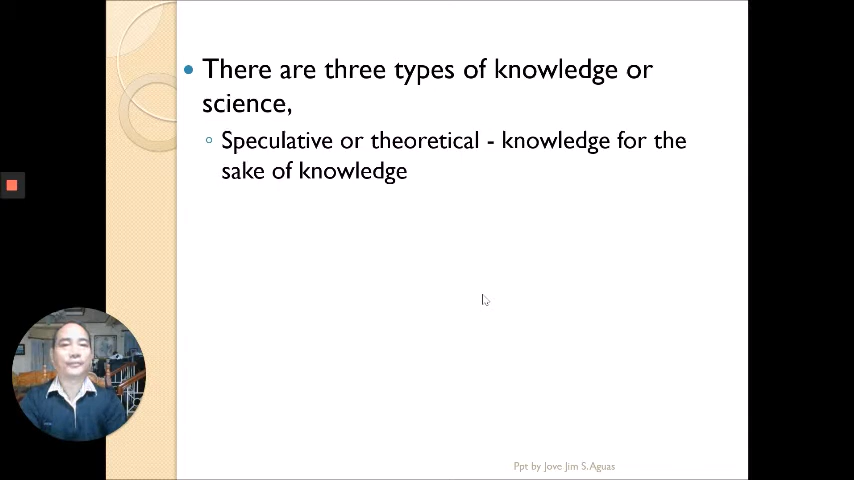 There are three types of knowledge or
science,
Speculative or theoretical - knowledge for the
sake of knowledge
Ppt by Jove Jim S. Aguas